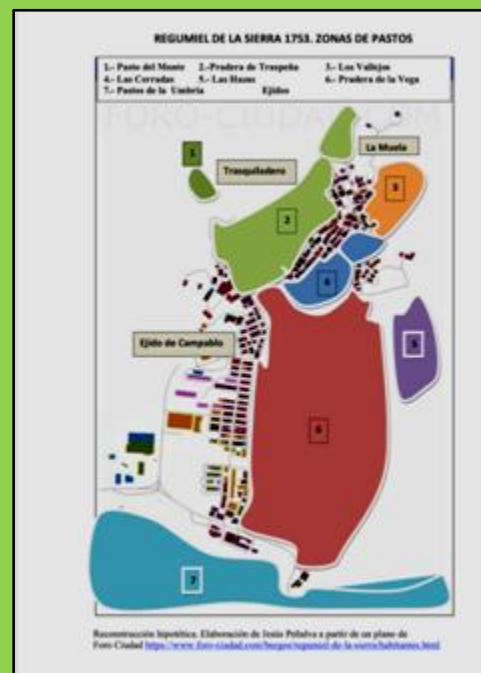 REGUMIEL DE LA SIERRA 1753. ZONAS DE PASTOS
1.- Pasto del Monte 2.-Pradera de Traspeña 3.- Los Vallejos
4.- Las Cerradas 5.- Las Hazas 6.- Pradera de la Vega
7.- Pastos de la Umbría Ejidos
FORO-CIUDAD.COM
1
La Muela
Trasquiladero
3
2
4
Ejido de Campablo
5
6
7
Reconstrucción hipotética. Elaboración de Jesús Peñalva a partir de un plano de
Foro Ciudad https://www.foro-ciudad.com/burgos/regumiel-de-la-sierra/habitantes.html